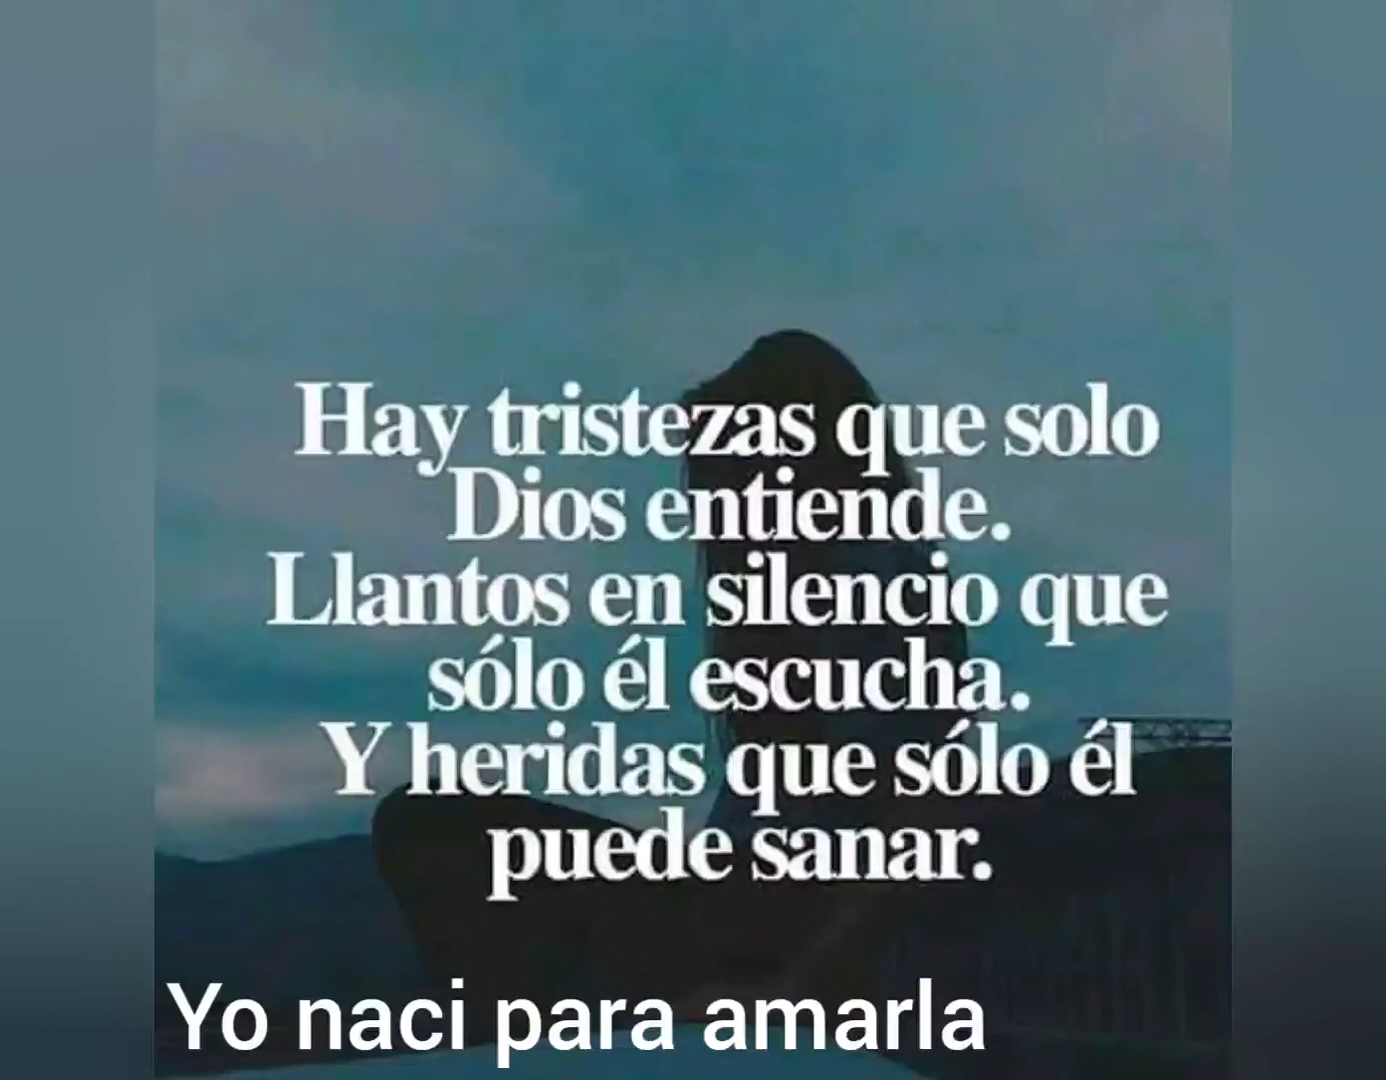 Hay tristezas que solo
Dios entiende.
Llantos en silencio que
sólo él escucha.
Y heridas que sólo él
puede sanar.
Yo naci para amarla